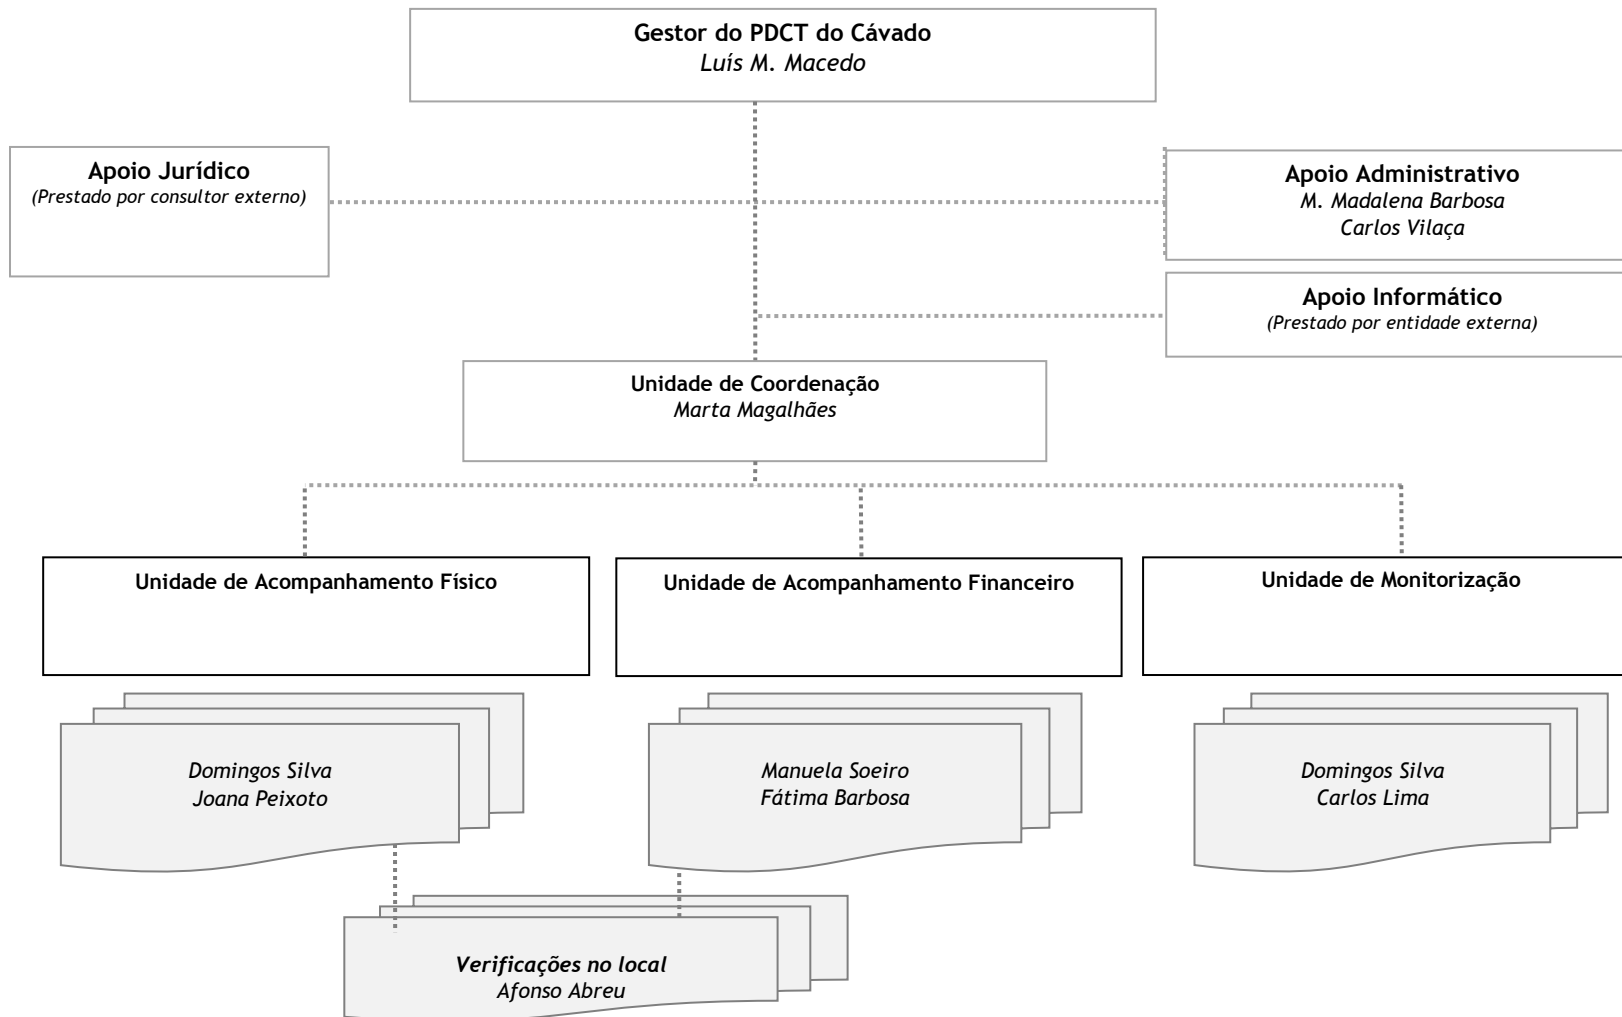 Gestor do PDCT do Cávado
Luís M. Macedo
Apoio Jurídico
(Prestado por consultor externo)
Apoio Administrativo
M. Madalena Barbosa
Carlos Vilaça
Apoio Informático
(Prestado por entidade externa)
Unidade de Coordenação
Marta Magalhães
Unidade de Acompanhamento Físico
Unidade de Acompanhamento Financeiro
Unidade de Monitorização
Domingos Silva
Joana Peixoto
Manuela Soeiro
Fátima Barbosa
Domingos Silva
Carlos Lima
Verificações no local
Afonso Abreu